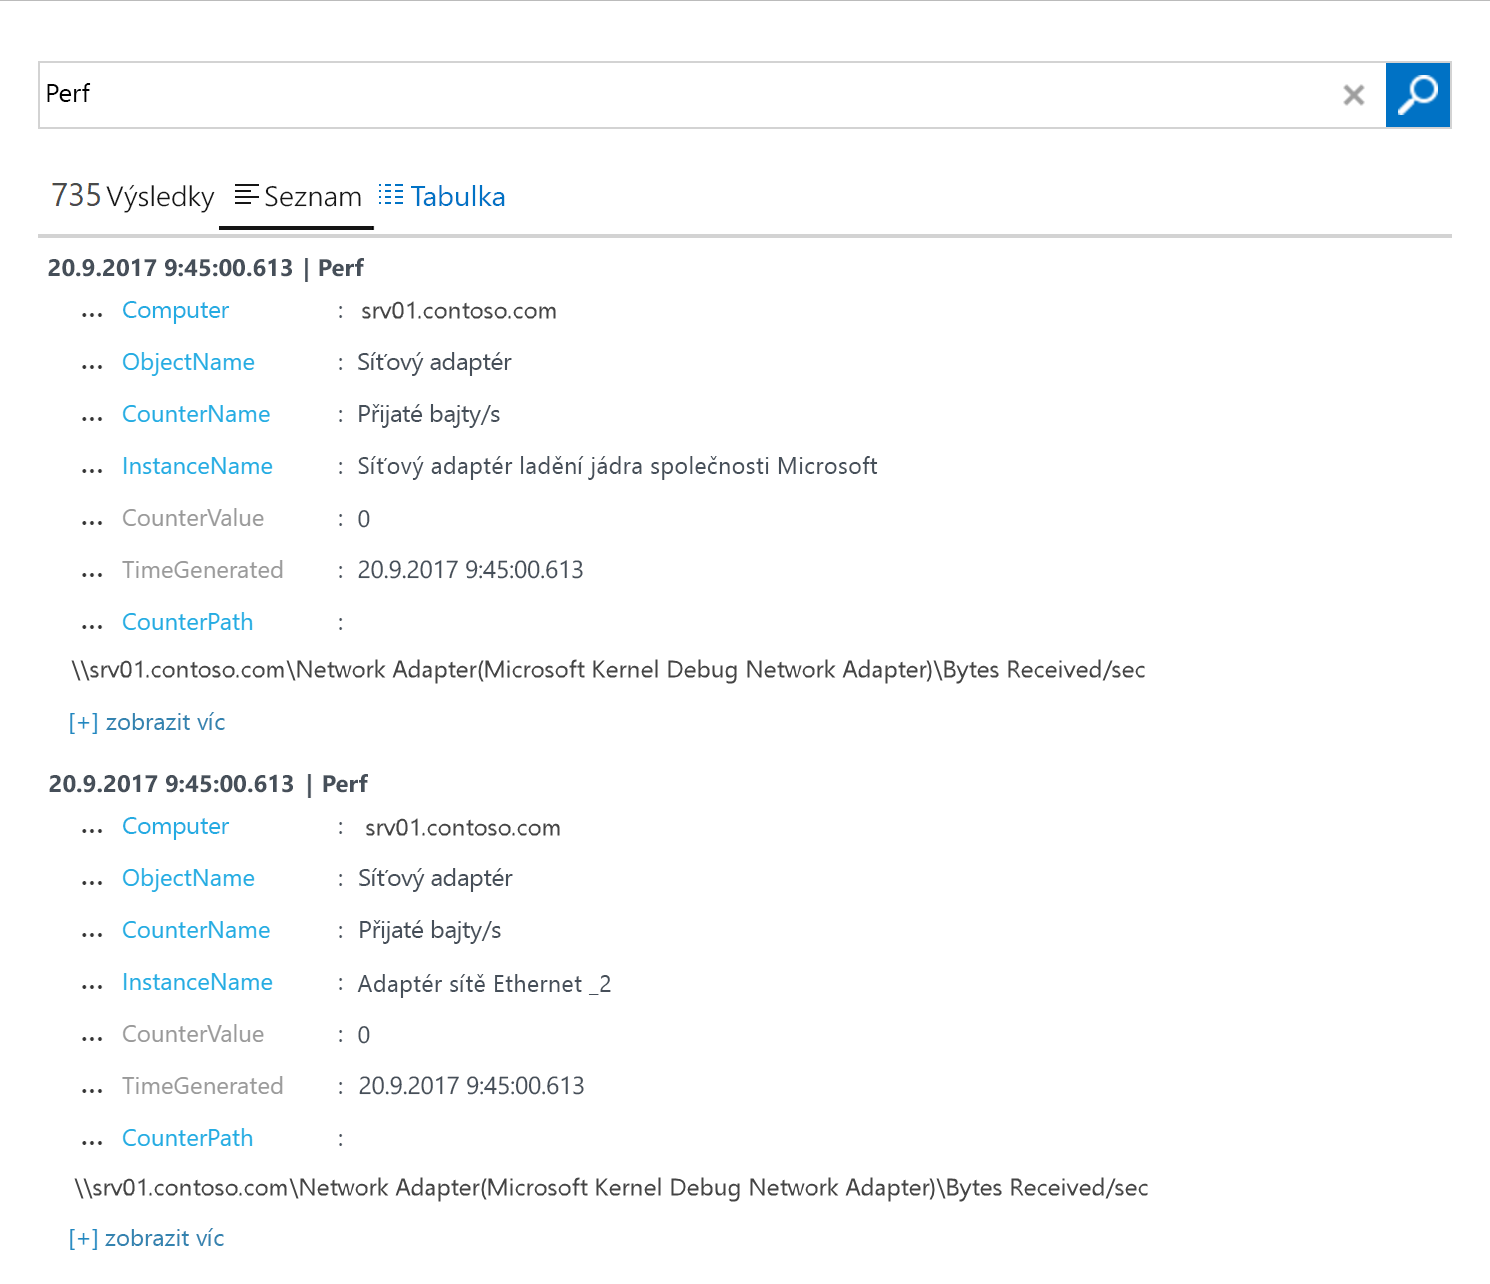 Perf
735 Výsledky Seznam Tabulka
20.9.2017 9:45:00.613 | Perf
... Computer : srv01.contoso.com
... ObjectName : Síťový adaptér
... CounterName : Přijaté bajty/s
... InstanceName : Síťový adaptér ladění jádra společnosti Microsoft
... CounterValue : 0
... TimeGenerated : 20.9.2017 9:45:00.613
... CounterPath :
\\srv01.contoso.com\Network Adapter(Microsoft Kernel Debug Network Adapter)\Bytes Received/sec
[+] zobrazit víc
20.9.2017 9:45:00.613 | Perf
... Computer : srv01.contoso.com
... ObjectName : Síťový adaptér
... CounterName : Přijaté bajty/s
... InstanceName : Adaptér sítě Ethernet _2
... CounterValue : 0
... TimeGenerated : 20.9.2017 9:45:00.613
... CounterPath :
\\srv01.contoso.com\Network Adapter(Microsoft Kernel Debug Network Adapter)\Bytes Received/sec
[+] zobrazit víc